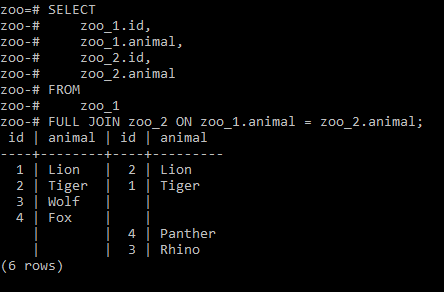 zoo=# SELECT
zoo-#     zoo_1.id,
zoo-#     zoo_1.animal,
zoo-#     zoo_2.id,
zoo-#     zoo_2.animal
zoo-# FROM
zoo-#     zoo_1
zoo-# FULL JOIN zoo_2 ON zoo_1.animal = zoo_2.animal;
 id | animal | id | animal
----+--------+----+---------
  1 | Lion   |  2 | Lion
  2 | Tiger  |  1 | Tiger
  3 | Wolf   |    |
  4 | Fox    |    |
    |        |  4 | Panther
    |        |  3 | Rhino
(6 rows)